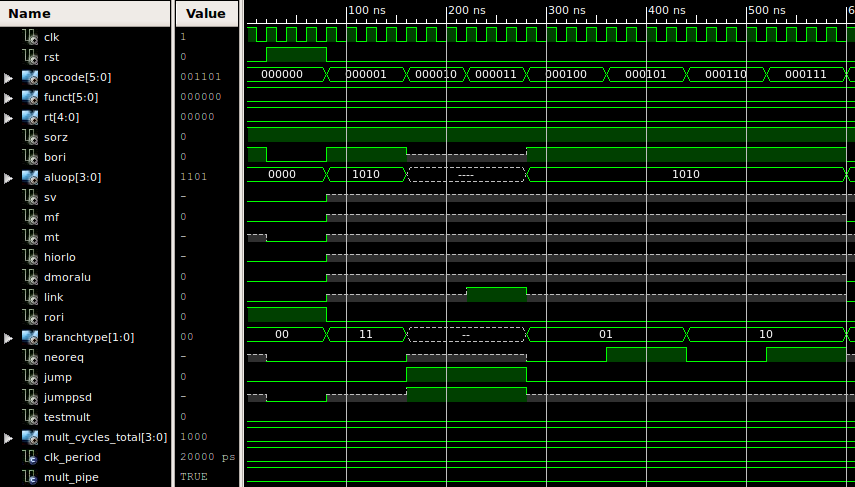 Name Value 100 ns 200 ns 300 ns 400 ns 500 ns 6
clk 1
rst 0
opcode[5:0] 001101 000000 000001 000010 000011 000100 000101 000110 000111
funct[5:0] 000000
rt[4:0] 00000
sorz 0
bori 0
aluop[3:0] 1101 0000 1010 ---- 1010
sv -
mf 0
mt -
hiorlo -
dmoralu 0
link 0
rori 0
branchtype[1:0] 00 00 11 -- 01 10
neoreq -
jump 0
jumppsd -
testmult 0
mult_cycles_total[3:0] 1000
clk_period 20000 ps
mult_pipe TRUE